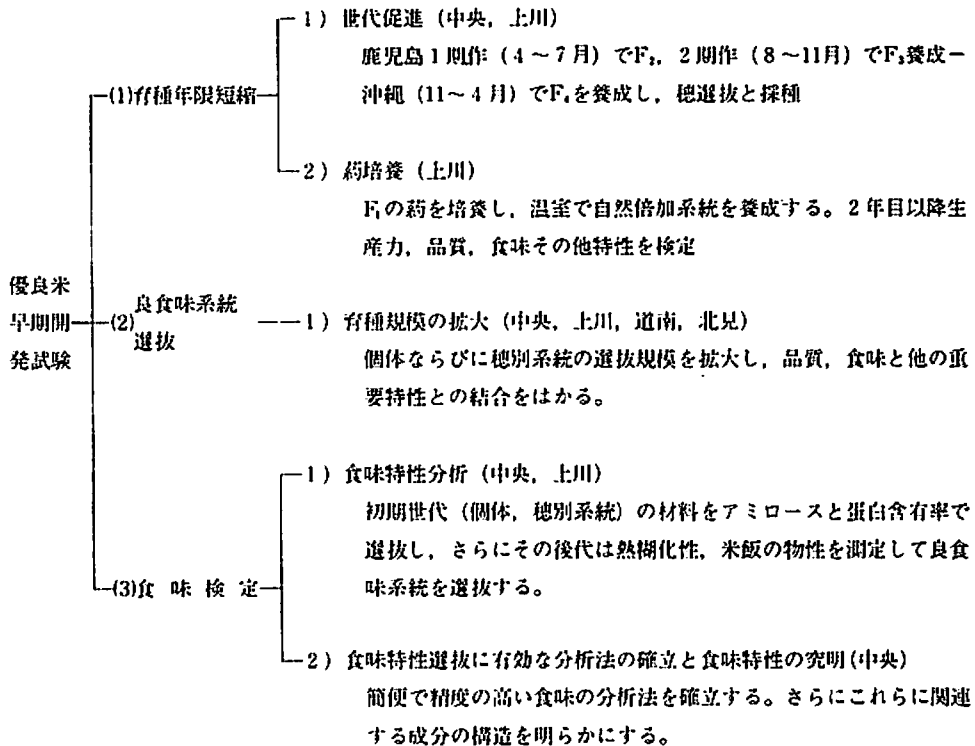 優良米
早期開
発試験
(1)育種年限短縮
1) 世代促進 (中央, 上川)
鹿児島1期作 (4~7月) でF₂, 2期作 (8~11月) でF₃養成-
沖縄 (11~4月) でF₄を養成し, 穂選抜と採種
2) 葯培養 (上川)
F₁の葯を培養し, 温室で自然倍加系統を養成する。2年目以降生
産力, 品質, 食味その他特性を検定
(2)良食味系統
選抜
1) 育種規模の拡大 (中央, 上川, 道南, 北見)
個体ならびに穂別系統の選抜規模を拡大し, 品質, 食味と他の重
要特性との結合をはかる。
(3)食味検定
1) 食味特性分析 (中央, 上川)
初期世代 (個体, 穂別系統) の材料をアミロースと蛋白含有率で
選抜し, さらにその後代は熱糊化性, 米飯の物性を測定して良食
味系統を選抜する。
2) 食味特性選抜に有効な分析法の確立と食味特性の究明(中央)
簡便で精度の高い食味の分析法を確立する。さらにこれらに関連
する成分の構造を明らかにする。